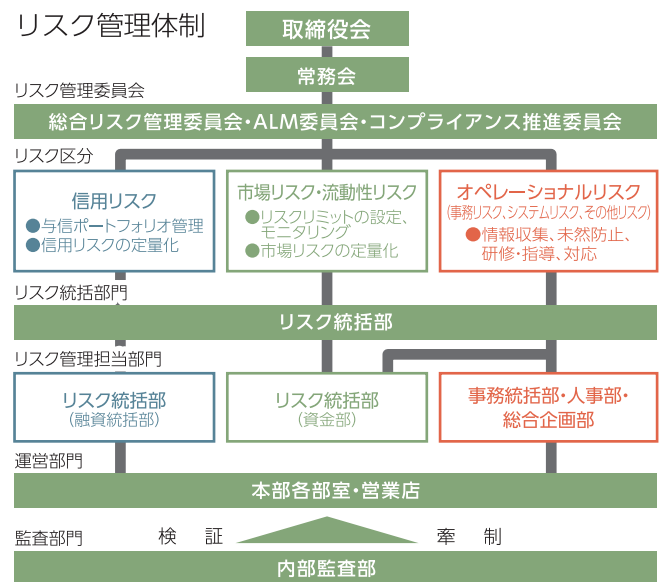 リスク管理体制
取締役会
常務会
リスク管理委員会
総合リスク管理委員会・ALM委員会・コンプライアンス推進委員会
リスク区分
信用リスク
●与信ポートフォリオ管理
●信用リスクの定量化
市場リスク・流動性リスク
●リスクリミットの設定、
モニタリング
●市場リスクの定量化
オペレーショナルリスク
(事務リスク、システムリスク、その他リスク)
●情報収集、未然防止、
研修・指導、対応
リスク統括部門
リスク統括部
リスク管理担当部門
リスク統括部
(融資統括部)
リスク統括部
(資金部)
事務統括部・人事部・
総合企画部
運営部門
本部各部室・営業店
監査部門
検 証
牽 制
内部監査部